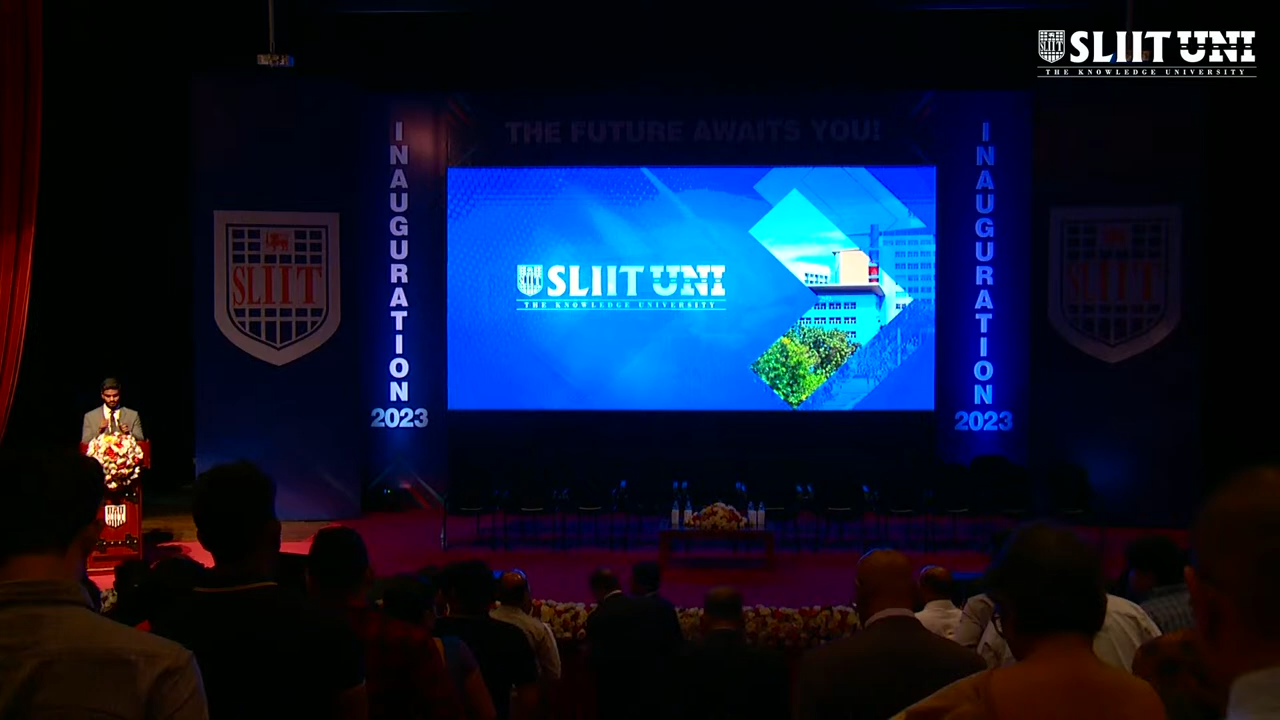 SLIIT UNI
THE KNOWLEDGE UNIVERSITY
THE FUTURE AWAITS YOU!
INAUGURATION
2023
INAUGURATION
2023
SLIIT
SLIIT
SLIIT UNI
THE KNOWLEDGE UNIVERSITY